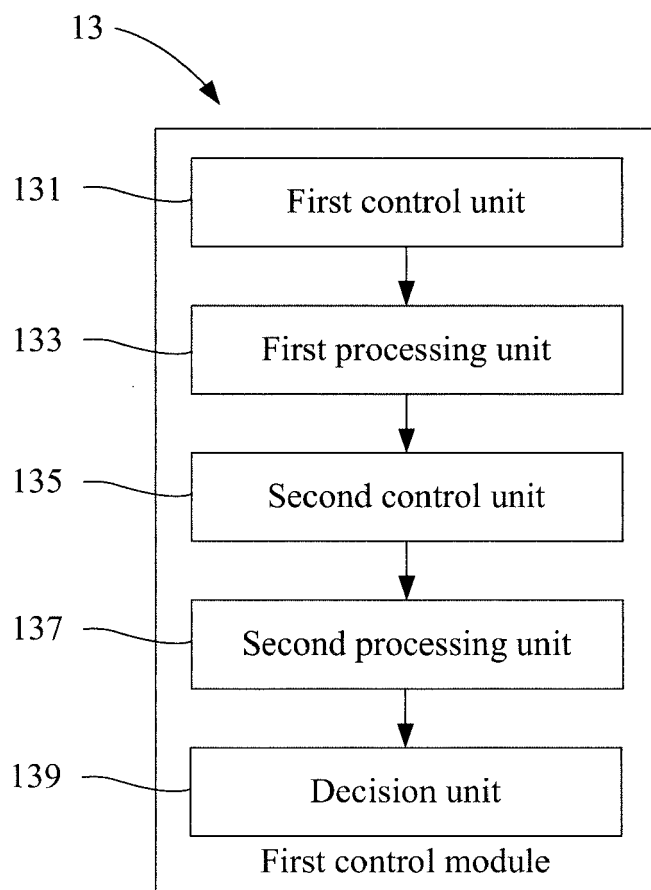 13
131
First control unit
133
First processing unit
135
Second control unit
137
Second processing unit
139
Decision unit
First control module